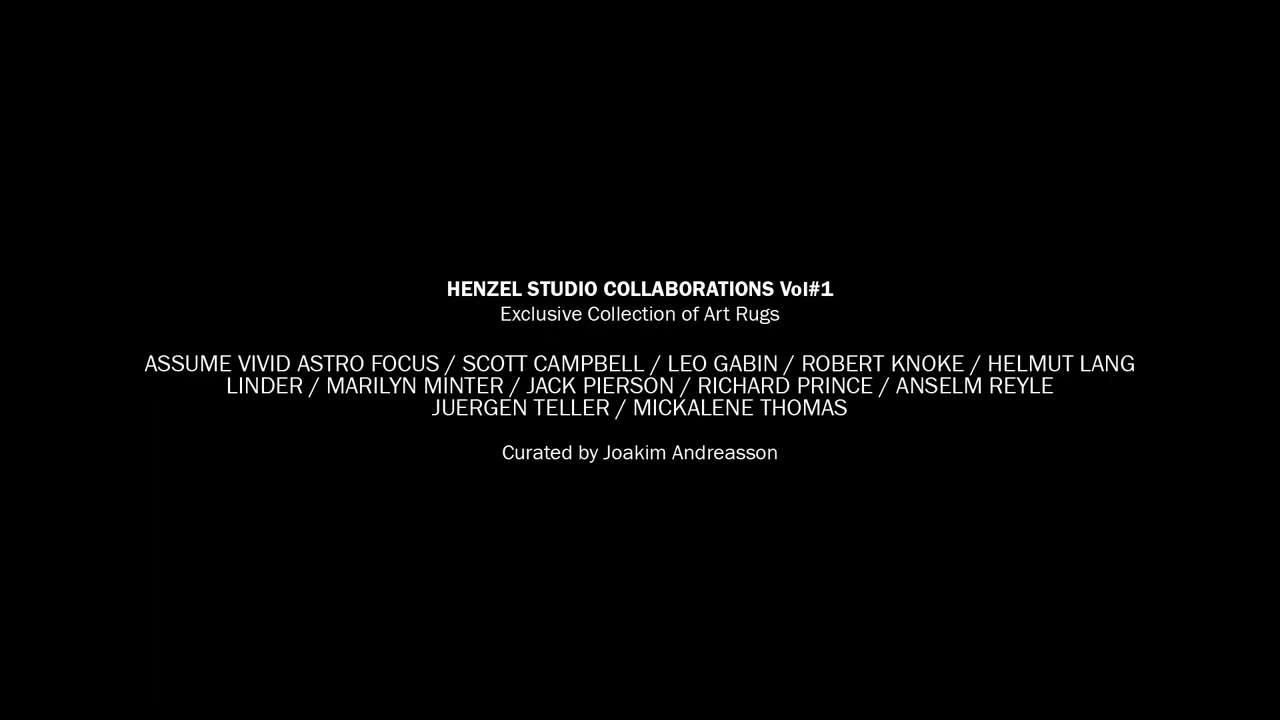 HENZEL STUDIO COLLABORATIONS Vol#1
Exclusive Collection of Art Rugs
ASSUME VIVID ASTRO FOCUS / SCOTT CAMPBELL / LEO GABIN / ROBERT KNOKE / HELMUT LANG
LINDER / MARILYN MINTER / JACK PIERSON / RICHARD PRINCE / ANSELM REYLE
JUERGEN TELLER / MICKALENE THOMAS
Curated by Joakim Andreasson